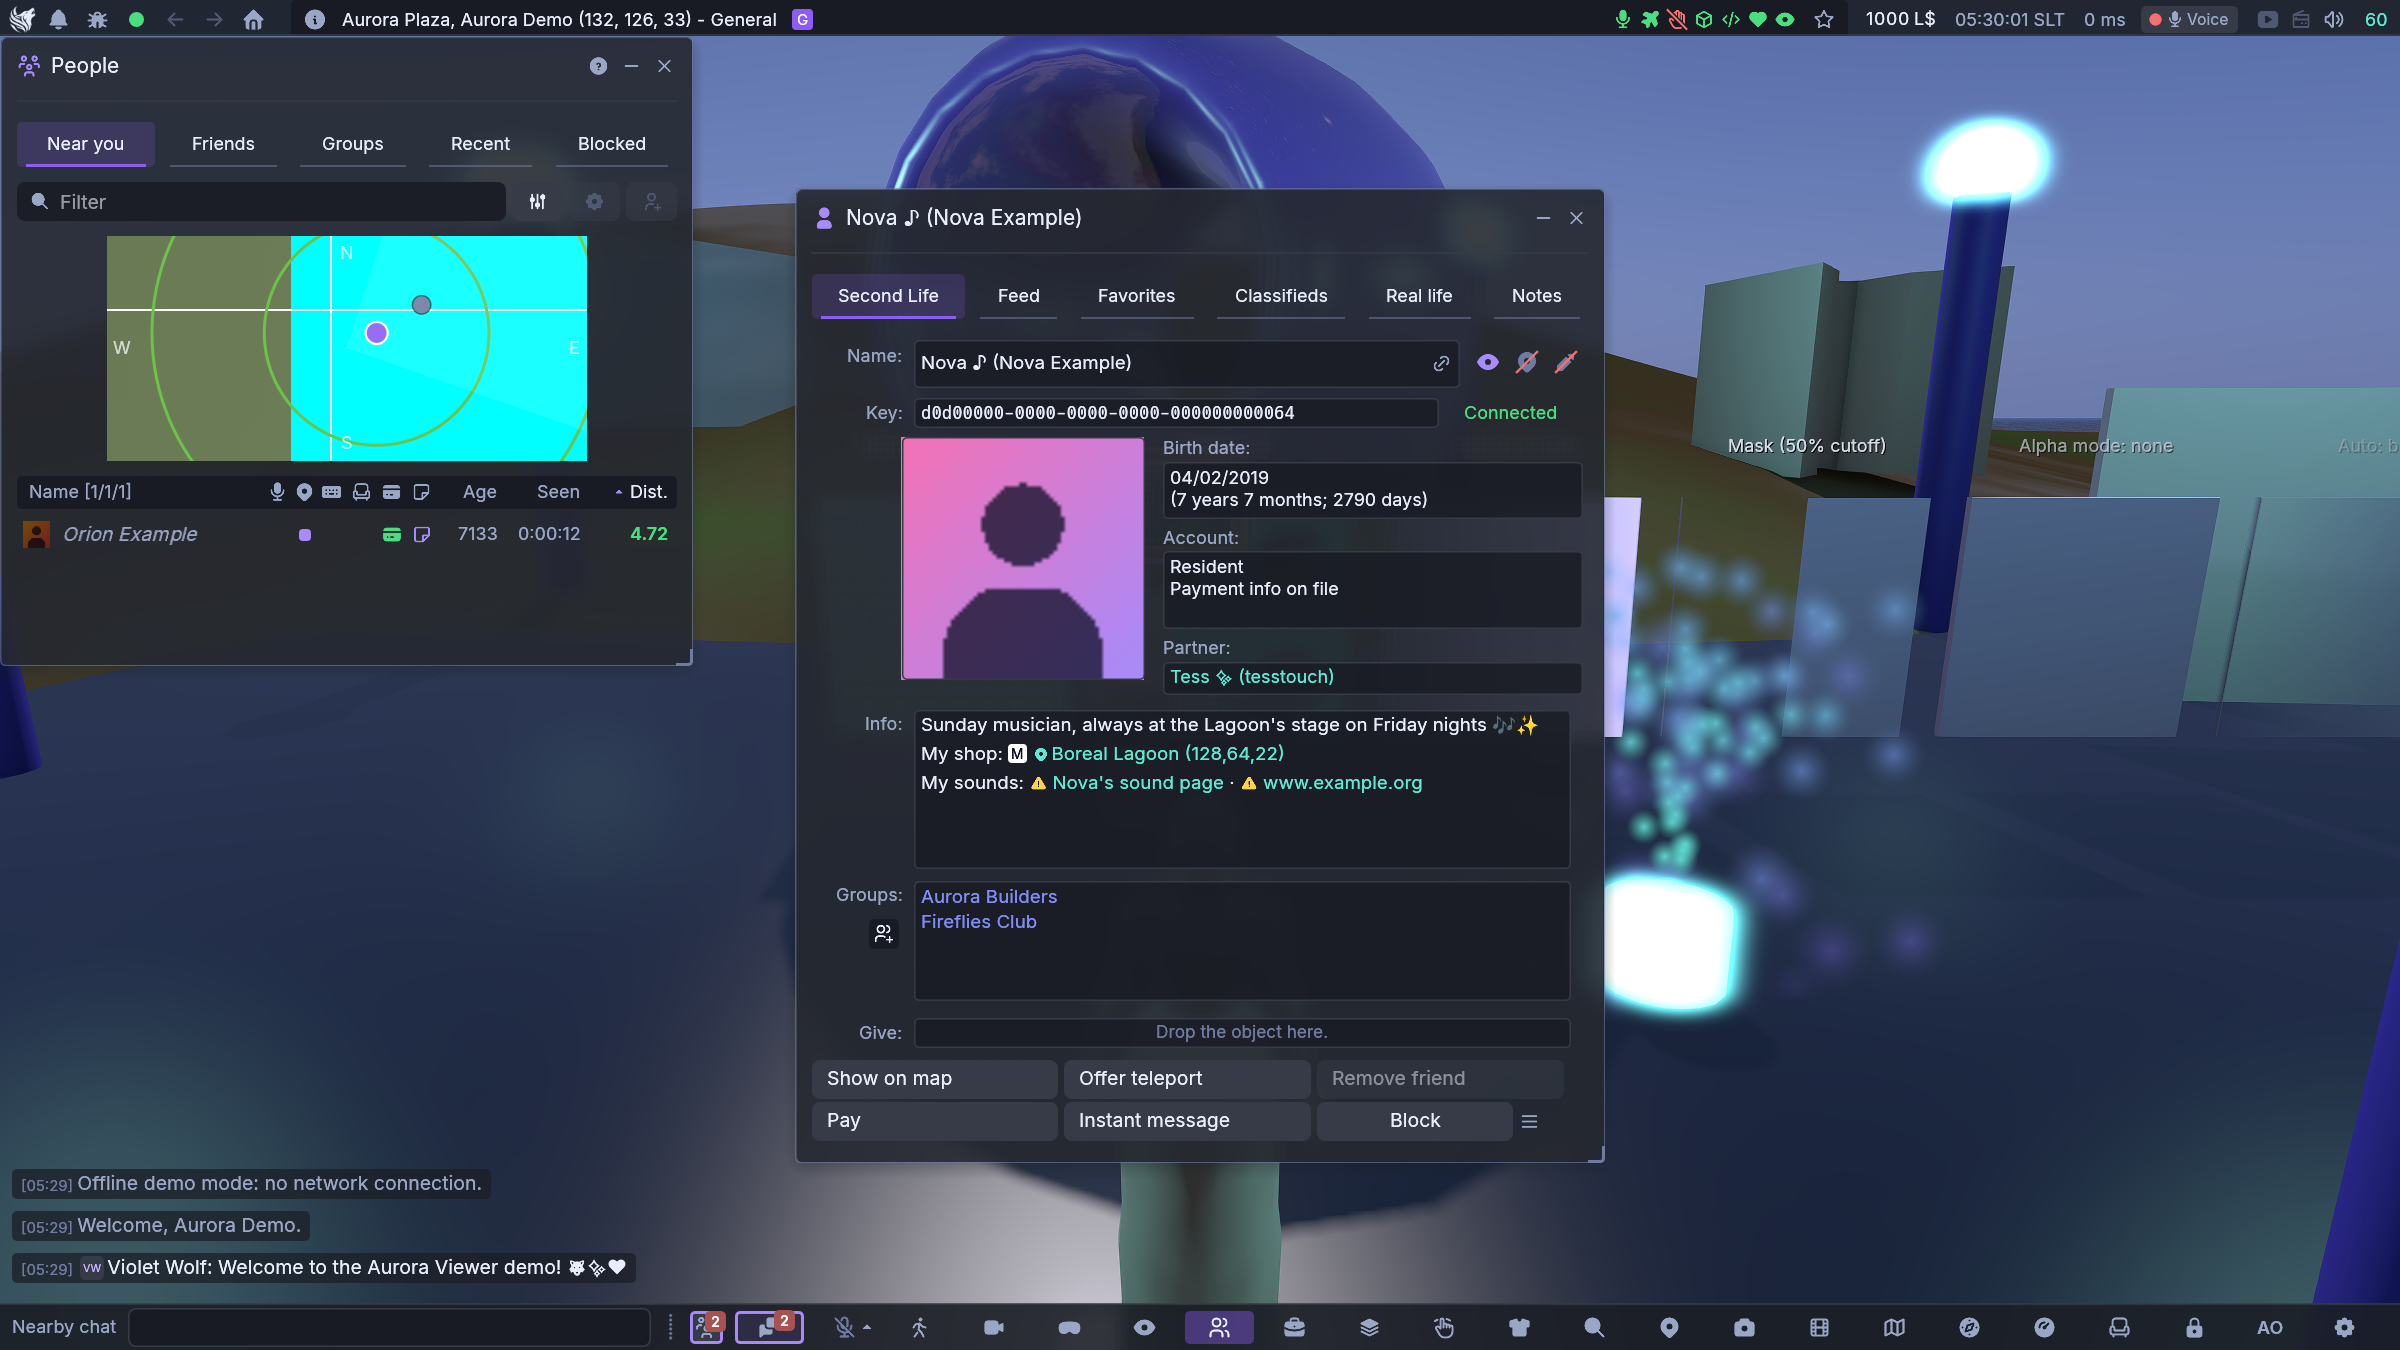 Aurora Plaza, Aurora Demo (132, 126, 33) - General G
1000 L$ 05:30:01 SLT 0 ms Voice 60
People
Near you Friends Groups Recent Blocked
Filter
N
W E
S
Name [1/1/1] Age Seen Dist.
Orion Example 7133 0:00:12 4.72
Nova ♪ (Nova Example)
Second Life Feed Favorites Classifieds Real life Notes
Name: Nova ♪ (Nova Example)
Key: d0d00000-0000-0000-0000-000000000064 Connected
Birth date:
04/02/2019
(7 years 7 months; 2790 days)
Account:
Resident
Payment info on file
Partner:
Tess ✨ (tesstouch)
Info: Sunday musician, always at the Lagoon's stage on Friday nights 🎶✨
My shop: M Boreal Lagoon (128,64,22)
My sounds: ⚠ Nova's sound page · ⚠ www.example.org
Groups: Aurora Builders
Fireflies Club
Give: Drop the object here.
Show on map Offer teleport Remove friend
Pay Instant message Block
Mask (50% cutoff) Alpha mode: none Auto: b
[05:29] Offline demo mode: no network connection.
[05:29] Welcome, Aurora Demo.
[05:29] VW Violet Wolf: Welcome to the Aurora Viewer demo! 🐺✨♥
Nearby chat 2 2 AO